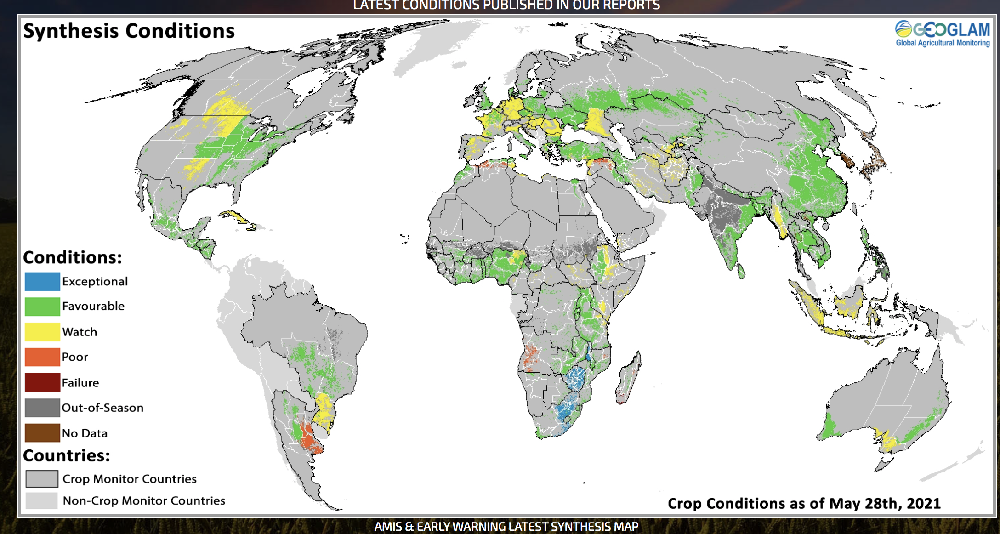 LATEST CONDITIONS PUBLISHED IN OUR REPORTS
Synthesis Conditions
GEOGLAM
Global Agricultural Monitoring
Conditions:
Exceptional
Favourable
Watch
Poor
Failure
Out-of-Season
No Data
Countries:
Crop Monitor Countries
Non-Crop Monitor Countries
Crop Conditions as of May 28th, 2021
AMIS & EARLY WARNING LATEST SYNTHESIS MAP